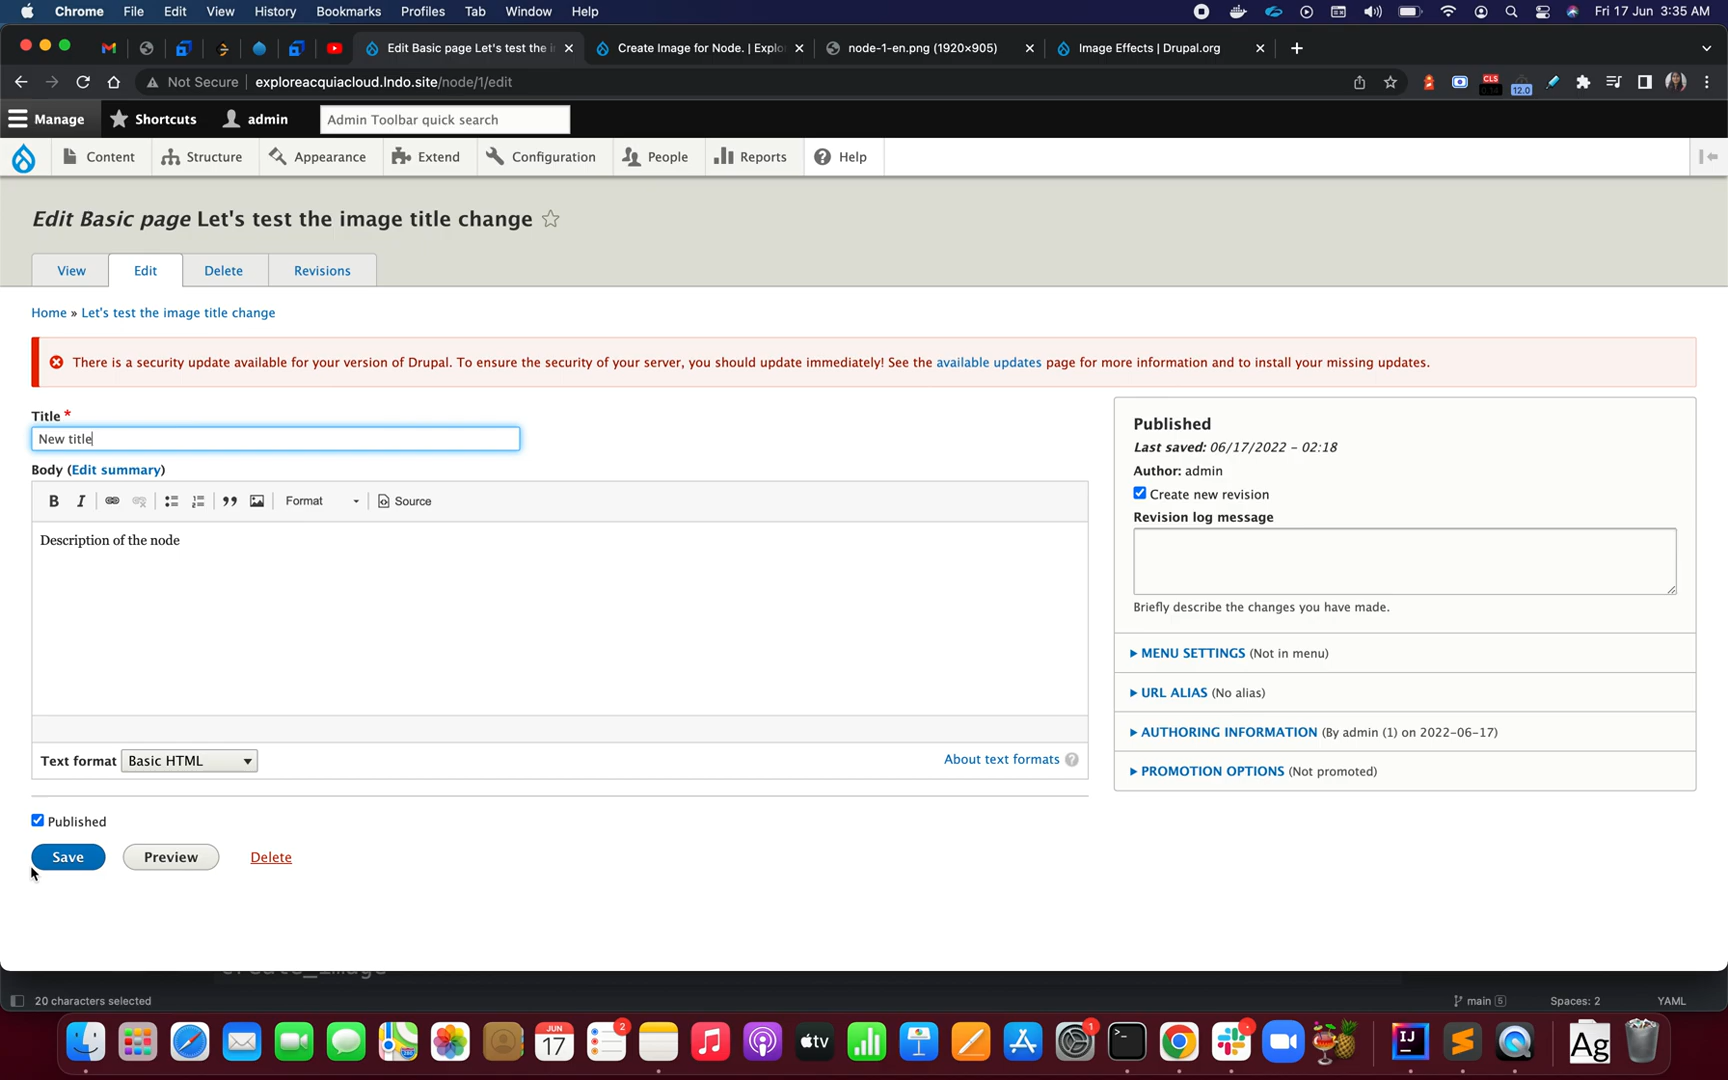 Chrome File Edit View History Bookmarks Profiles Tab Window Help Fri 17 Jun 3:35 AM
Edit Basic page Let's test the i Create Image for Node. | Explo node-1-en.png (1920×905) Image Effects | Drupal.org
Not Secure exploreacquiacloud.lndo.site/node/1/edit CLS 12.0
Manage Shortcuts admin Admin Toolbar quick search
Content Structure Appearance Extend Configuration People Reports Help
Edit Basic page Let's test the image title change
View Edit Delete Revisions
Home » Let's test the image title change
There is a security update available for your version of Drupal. To ensure the security of your server, you should update immediately! See the available updates page for more information and to install your missing updates.
Title *
New title
Body (Edit summary)
B I Format Source
Description of the node
Text format Basic HTML About text formats ?
Published
Save Preview Delete
Published
Last saved: 06/17/2022 - 02:18
Author: admin
Create new revision
Revision log message
Briefly describe the changes you have made.
MENU SETTINGS (Not in menu)
URL ALIAS (No alias)
AUTHORING INFORMATION (By admin (1) on 2022-06-17)
PROMOTION OPTIONS (Not promoted)
20 characters selected main 5 Spaces: 2 YAML
JUN
17
2
tv
1
IJ
Ag